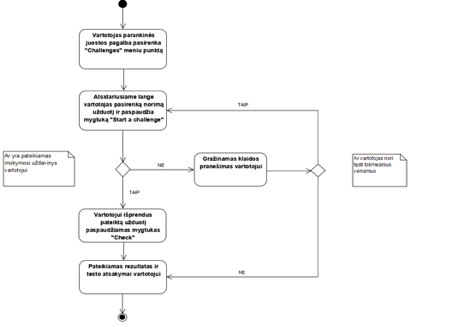 Vartotojas parankinės
juostos pagalba pasirenka
"Challenges" meniu punktą
Atsidariusiame lange
vartotojas pasirenką norimą
užduotį ir paspaudžia
mygtuką "Start a challenge"
TAIP
Ar yra pateikiamas
mokymosi uždavinys
vartotojui
NE
Gražinamas klaidos
pranešimas vartotojui
Ar vartotojas nori
tęsti tolimesnius
veiksmus
TAIP
Vartotojui išsprendus
pateiktą užduotį
paspaudžiamas mygtukas
"Check"
Pateikiamas rezultatas ir
testo atsakymai vartotojui
NE